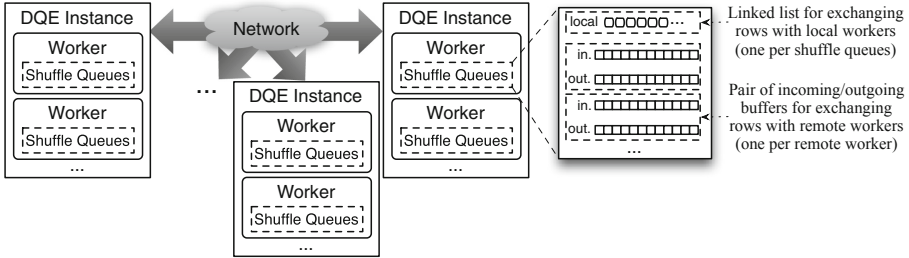 DQE Instance
Worker
Shuffle Queues
Worker
Shuffle Queues
...
Network
...
DQE Instance
Worker
Shuffle Queues
Worker
Shuffle Queues
...
DQE Instance
Worker
Shuffle Queues
Worker
Shuffle Queues
...
local ...
in.
out.
in.
out.
...
Linked list for exchanging
rows with local workers
(one per shuffle queues)
Pair of incoming/outgoing
buffers for exchanging
rows with remote workers
(one per remote worker)